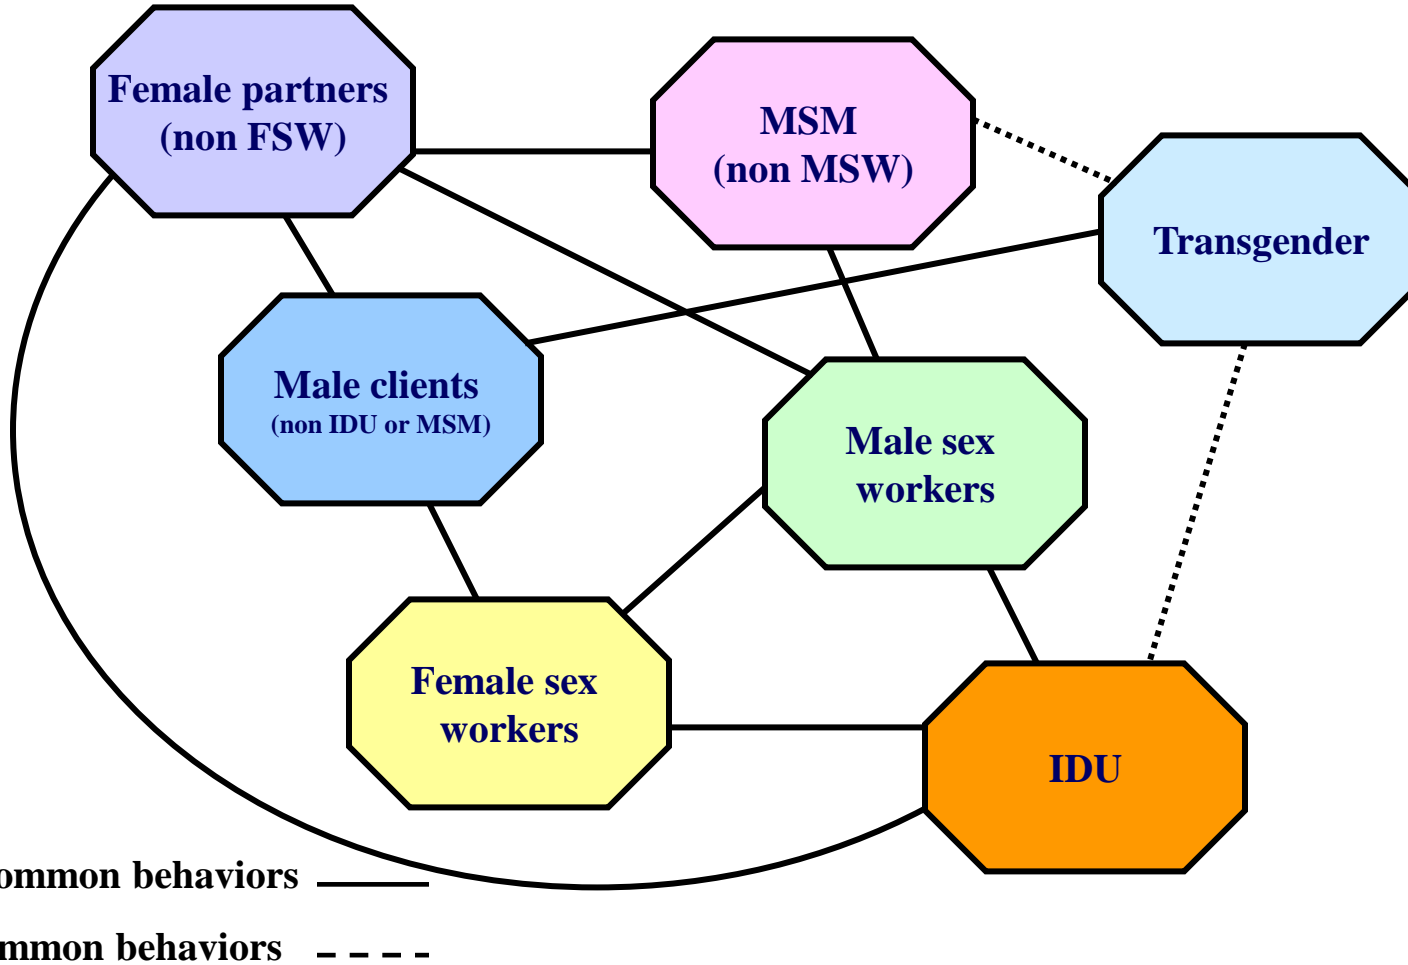 Female partners
(non FSW)
MSM
(non MSW)
Transgender
Male clients
(non IDU or MSM)
Male sex
workers
Female sex
workers
IDU
ommon behaviors
mmon behaviors